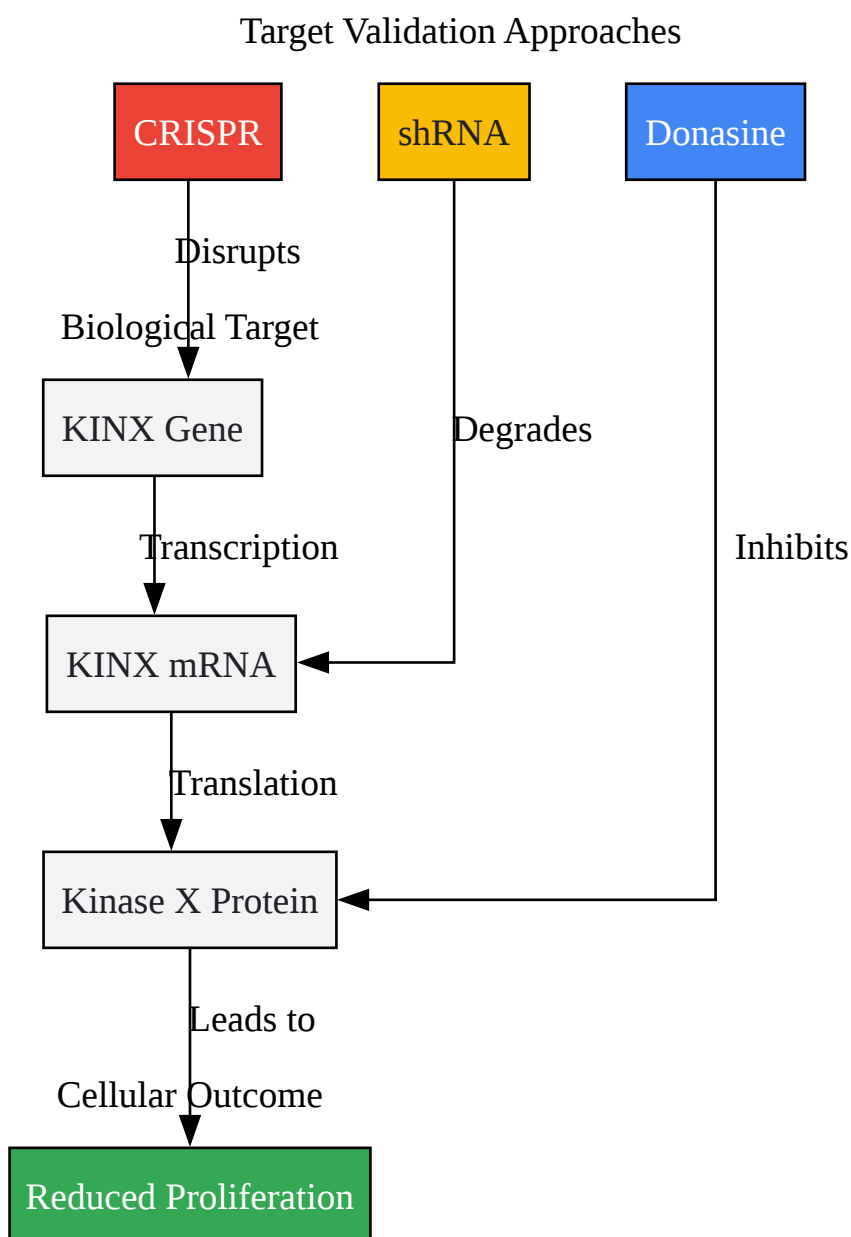 Target Validation Approaches
CRISPR
shRNA
Donasine
Disrupts
Biological Target
KINX Gene
Degrades
Transcription
Inhibits
KINX mRNA
Translation
Kinase X Protein
Leads to
Cellular Outcome
Reduced Proliferation